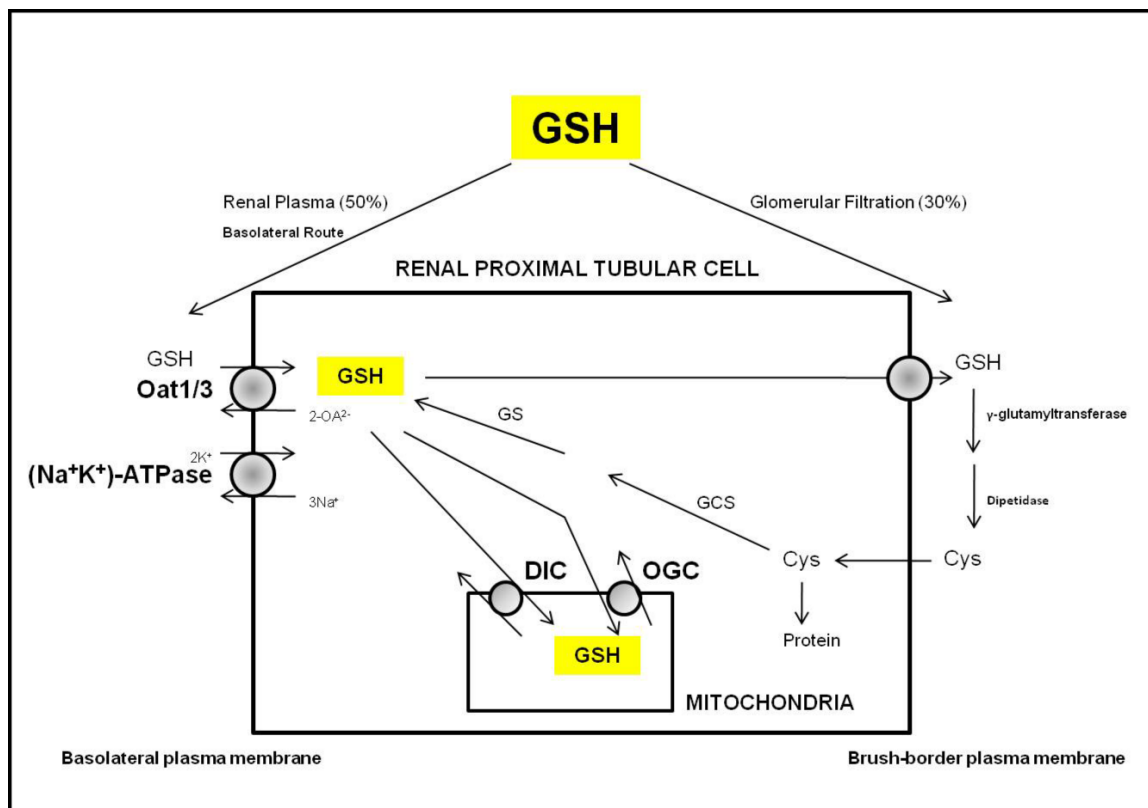 GSH
Renal Plasma (50%)
Basolateral Route
Glomerular Filtration (30%)
RENAL PROXIMAL TUBULAR CELL
GSH
Oat1/3
GSH
2-OA²⁻
2K⁺
(Na⁺K⁺)-ATPase
3Na⁺
GS
GCS
GSH
γ-glutamyltransferase
Dipetidase
Cys
Cys
Protein
DIC
OGC
GSH
MITOCHONDRIA
Basolateral plasma membrane
Brush-border plasma membrane